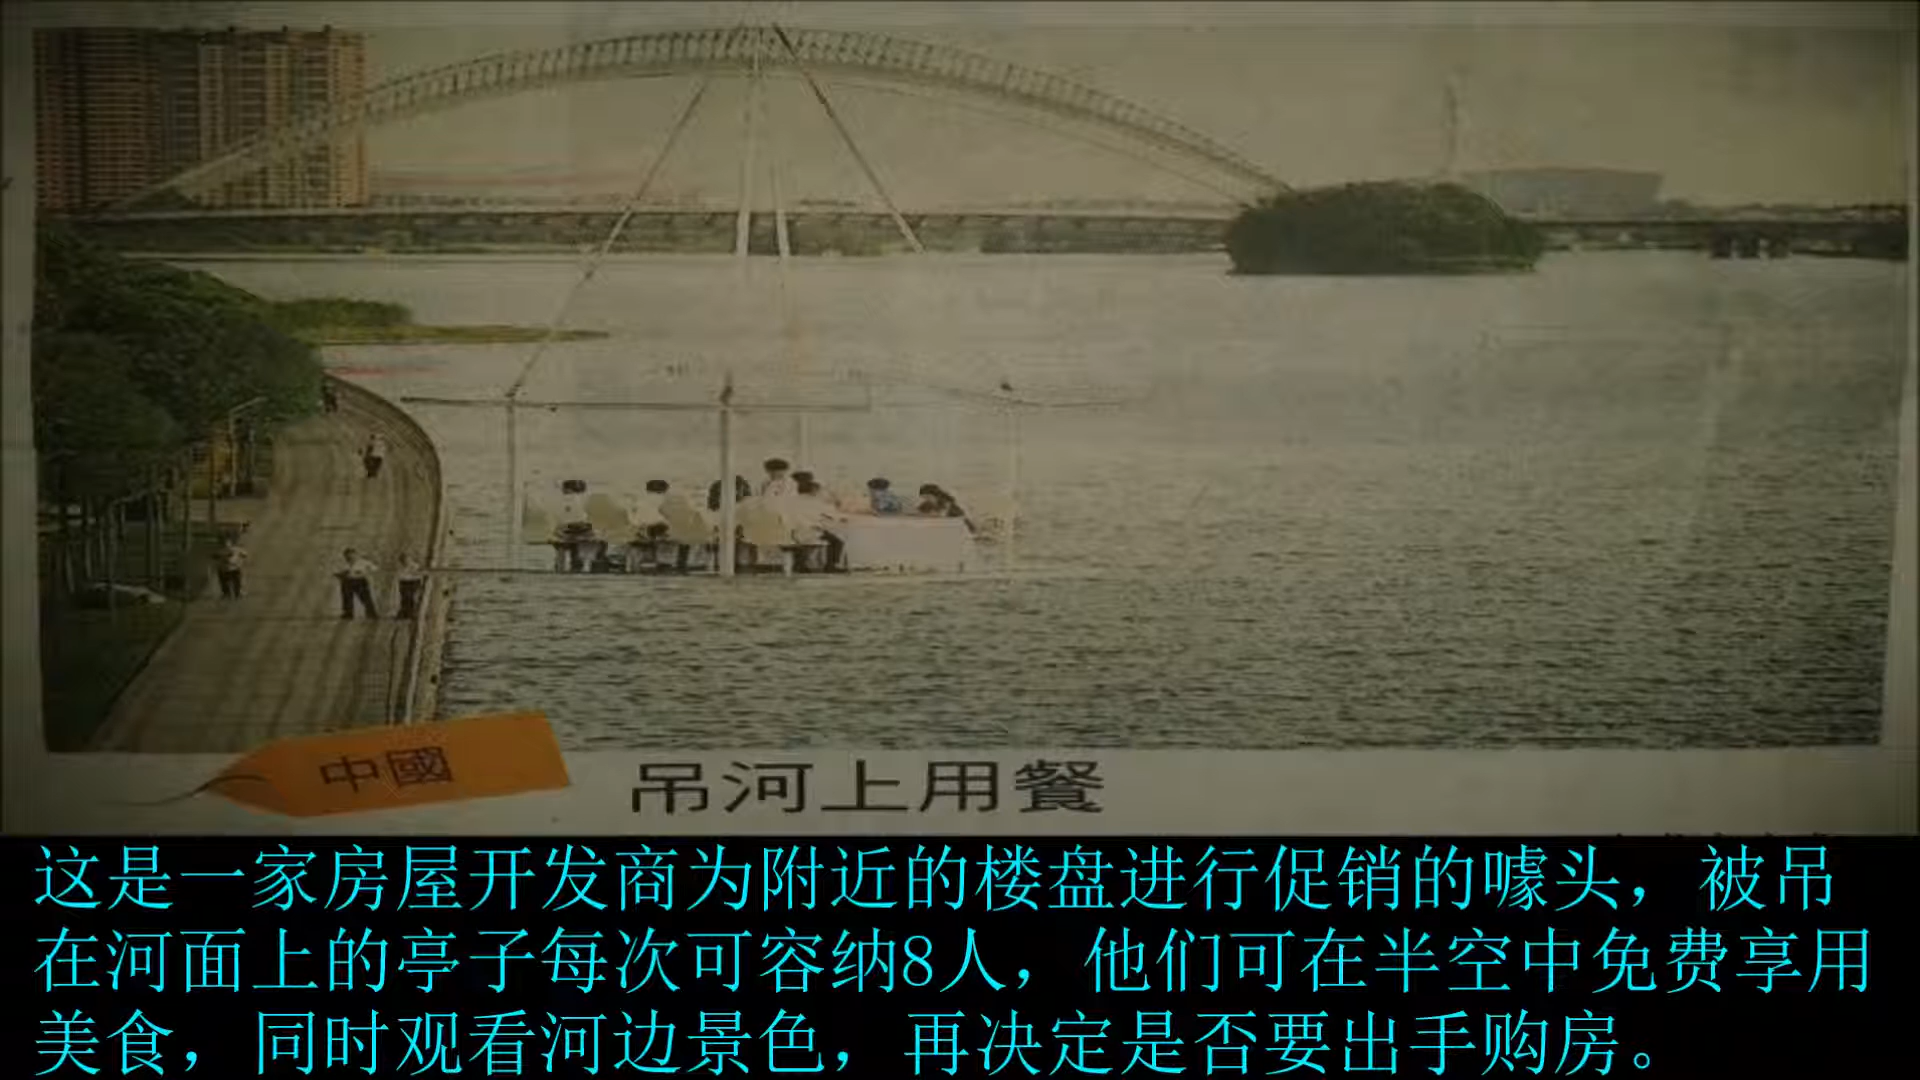 中國
吊河上用餐
这是一家房屋开发商为附近的楼盘进行促销的噱头，被吊
在河面上的亭子每次可容纳8人，他们可在半空中免费享用
美食，同时观看河边景色，再决定是否要出手购房。